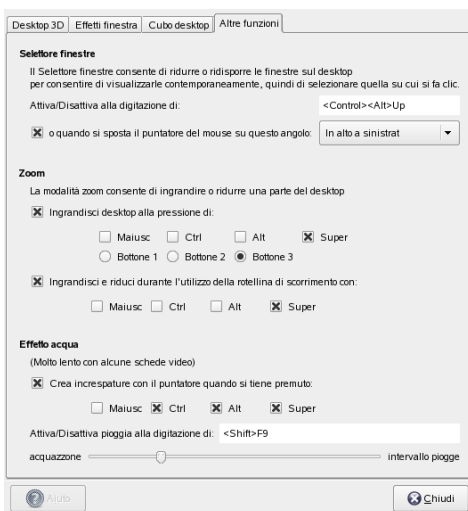 Desktop 3D Effetti finestra Cubo desktop Altre funzioni
Selettore finestre
Il Selettore finestre consente di ridurre o ridisporre le finestre sul desktop
per consentire di visualizzarle contemporaneamente, quindi di selezionare quella su cui si fa clic.
Attiva/Disattiva alla digitazione di: <Control><Alt>Up
o quando si sposta il puntatore del mouse su questo angolo: In alto a sinistrat
Zoom
La modalità zoom consente di ingrandire o ridurre una parte del desktop
Ingrandisci desktop alla pressione di:
Maiusc Ctrl Alt Super
Bottone 1 Bottone 2 Bottone 3
Ingrandisci e riduci durante l'utilizzo della rotellina di scorrimento con:
Maiusc Ctrl Alt Super
Effetto acqua
(Molto lento con alcune schede video)
Crea increspature con il puntatore quando si tiene premuto:
Maiusc Ctrl Alt Super
Attiva/Disattiva pioggia alla digitazione di: <Shift>F9
acquazzone intervallo piogge
Aiuto Chiudi